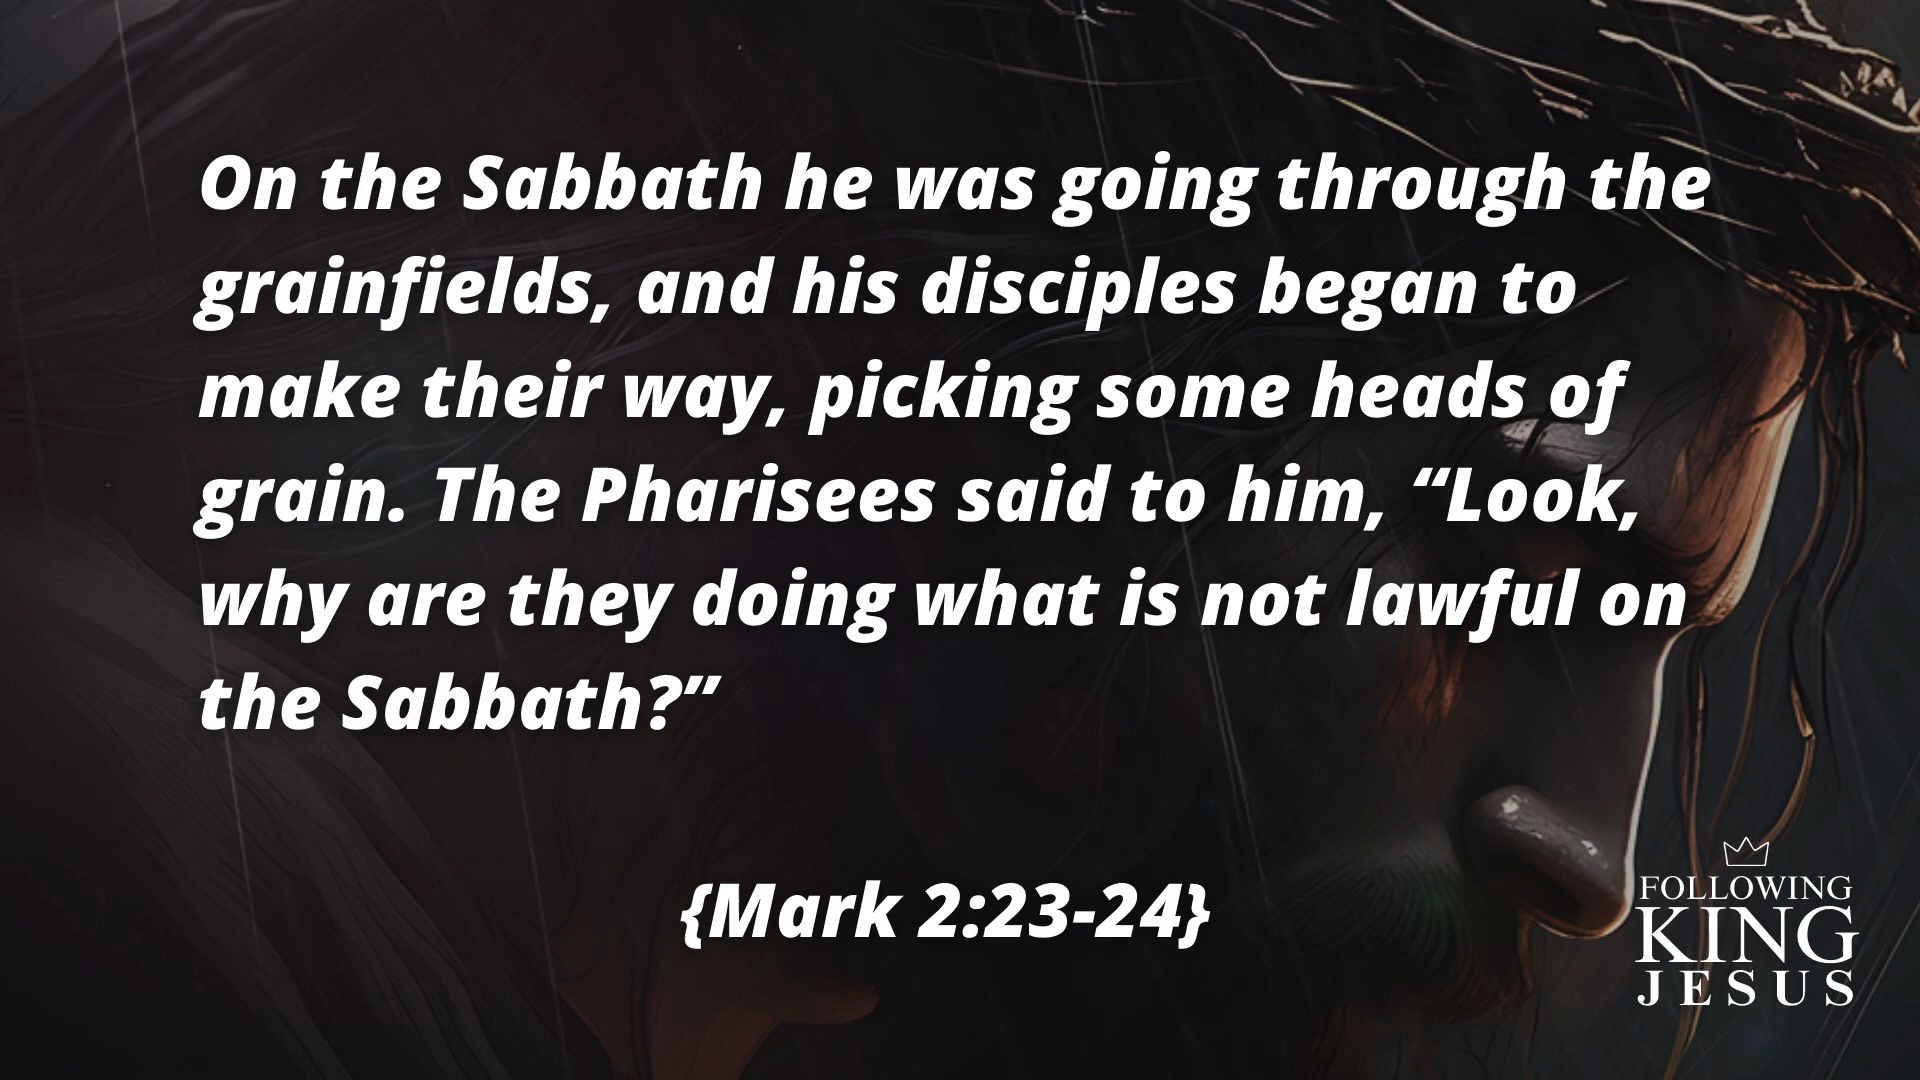 On the Sabbath he was going through the
grainfields, and his disciples began to
make their way, picking some heads of
grain. The Pharisees said to him, “Look,
why are they doing what is not lawful on
the Sabbath?”
{Mark 2:23-24}
FOLLOWING
KING
JESUS